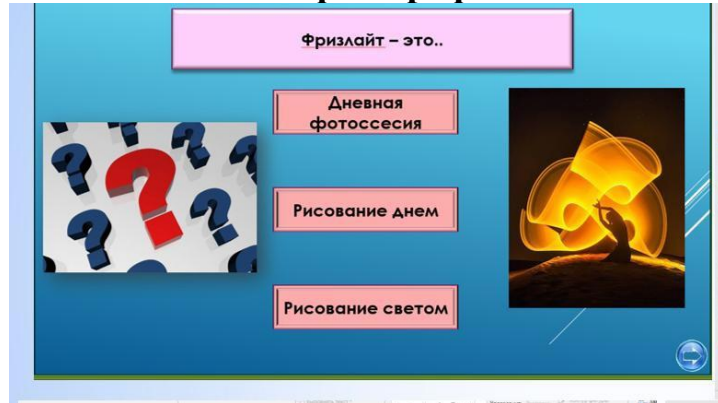 Фризлайт – это..
Дневная
фотоссесия
Рисование днем
Рисование светом